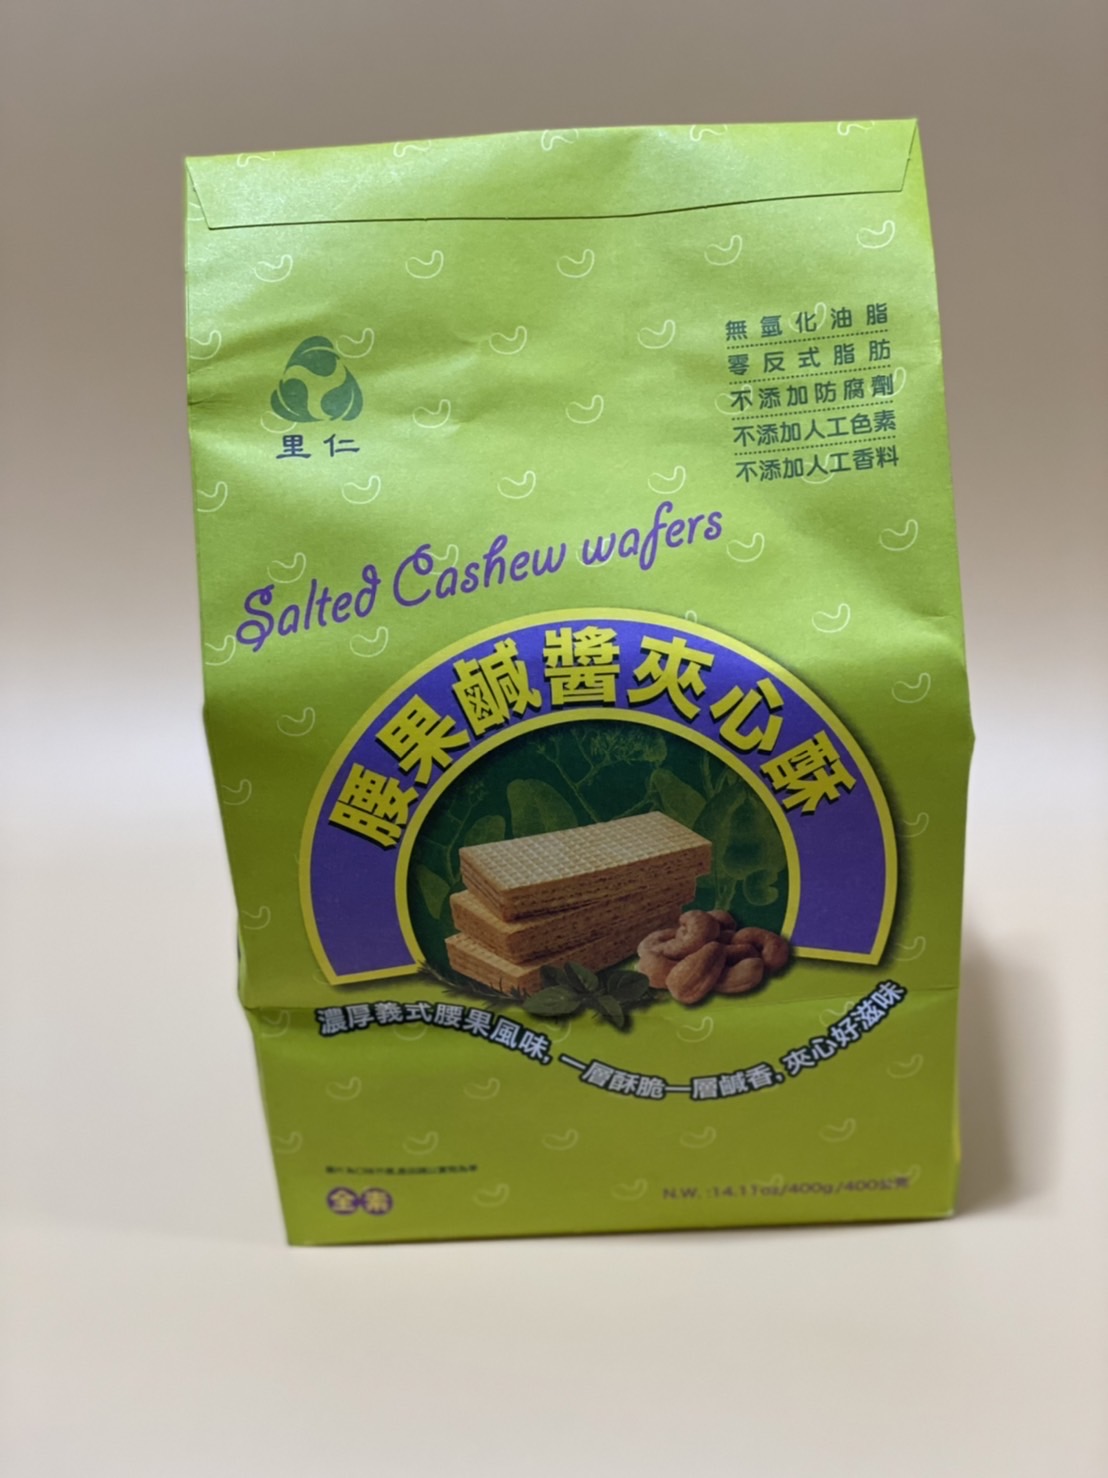 里仁
無氫化油脂
零反式脂肪
不添加防腐劑
不添加人工色素
不添加人工香料
Salted Cashew wafers
腰果鹹醬夾心酥
濃厚義式腰果風味,一層酥脆一層鹹香,夾心好滋味
全素
N.W. :14.11oz/400g/400公克